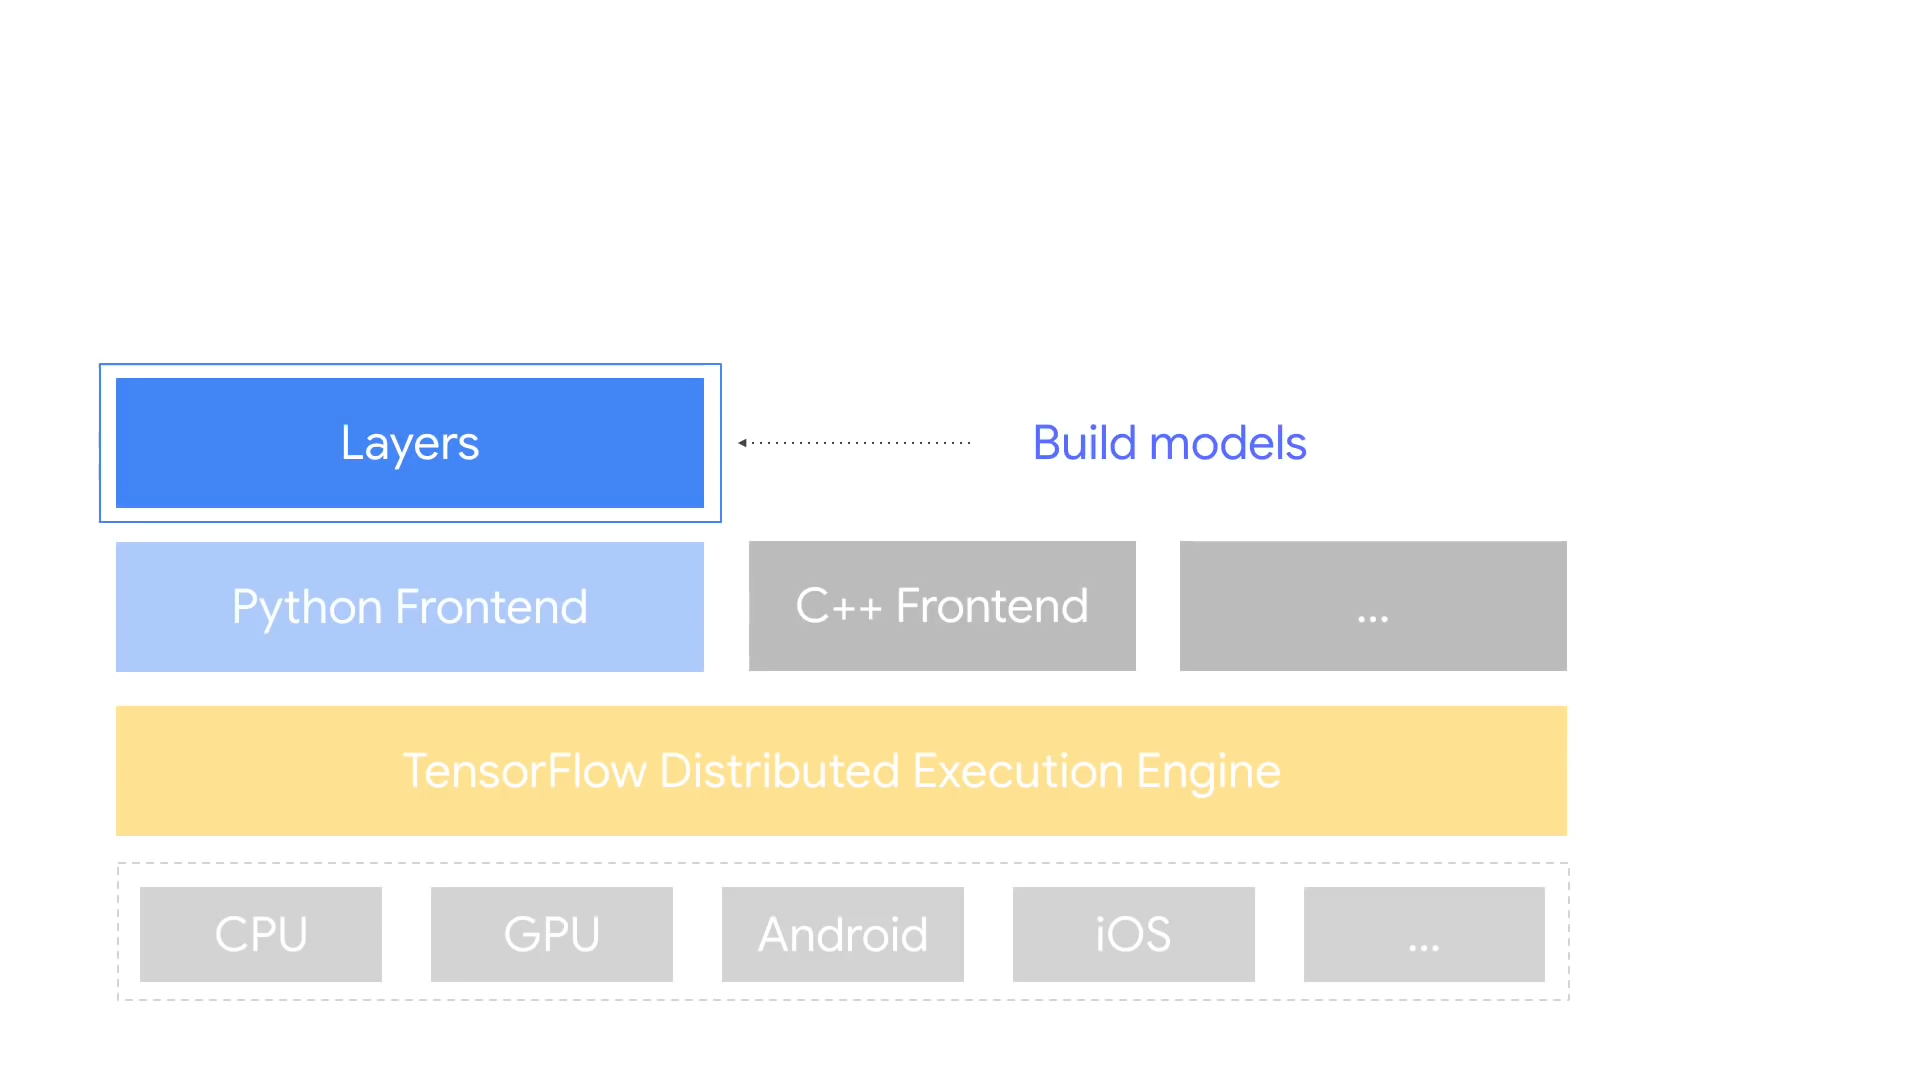 Layers
Build models
Python Frontend
C++ Frontend
...
TensorFlow Distributed Execution Engine
CPU
GPU
Android
iOS
...